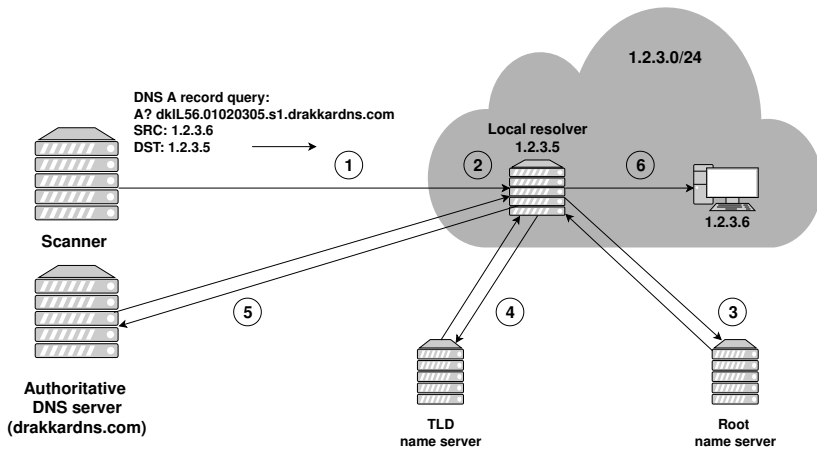 1.2.3.0/24
DNS A record query:
A? dklL56.01020305.s1.drakkardns.com
SRC: 1.2.3.6
DST: 1.2.3.5
Local resolver
1.2.3.5
1
2
6
Scanner
1.2.3.6
5
4
3
Authoritative
DNS server
(drakkardns.com)
TLD
name server
Root
name server